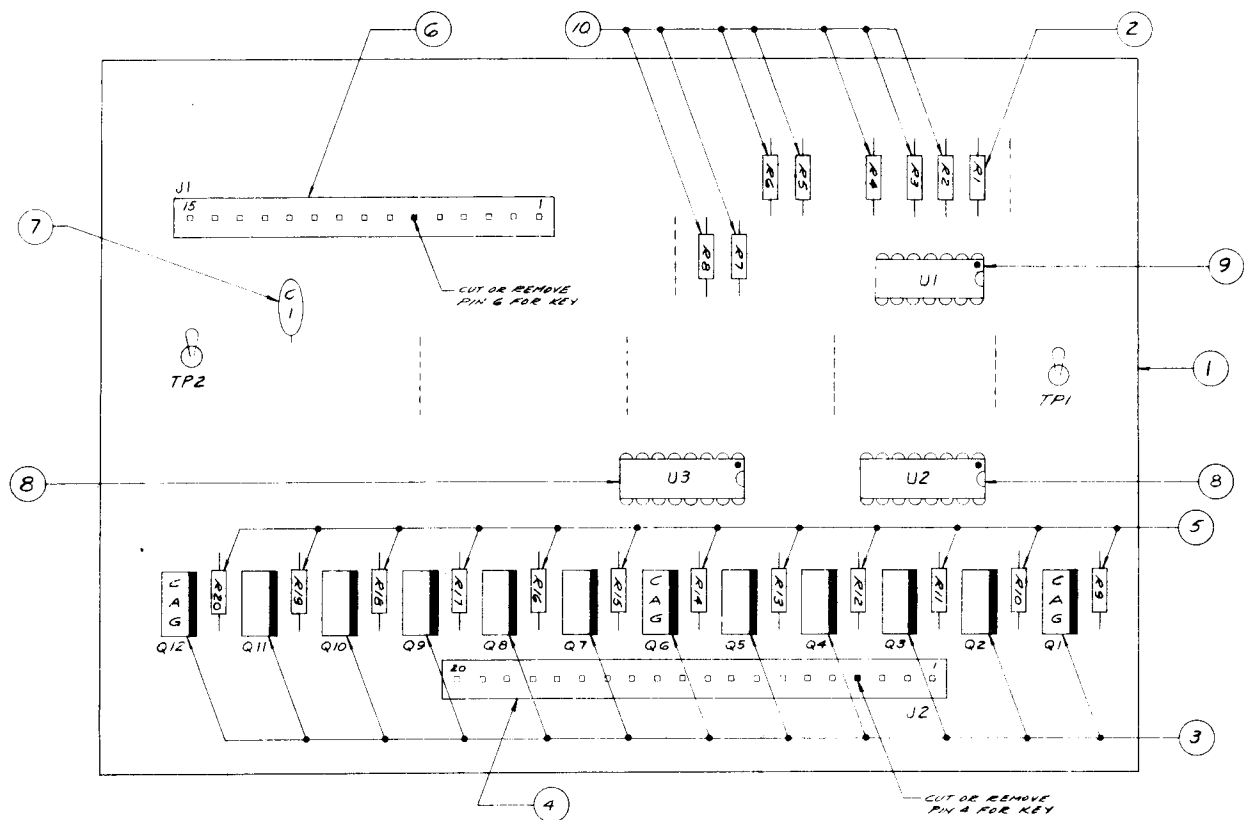 6
10
2
R6
R5
R4
R3
R2
R1
J1
15
1
7
R8
R7
9
U1
C
1
CUT OR REMOVE
PIN 6 FOR KEY
TP2
TP1
1
8
U3
U2
8
5
C
A
G
R20
R19
R18
R17
R16
R15
C
A
G
R14
R13
R12
R11
R10
C
A
G
R9
Q12
Q11
Q10
Q9
Q8
Q7
Q6
Q5
Q4
Q3
Q2
Q1
20
1
J2
3
4
CUT OR REMOVE
PIN 4 FOR KEY